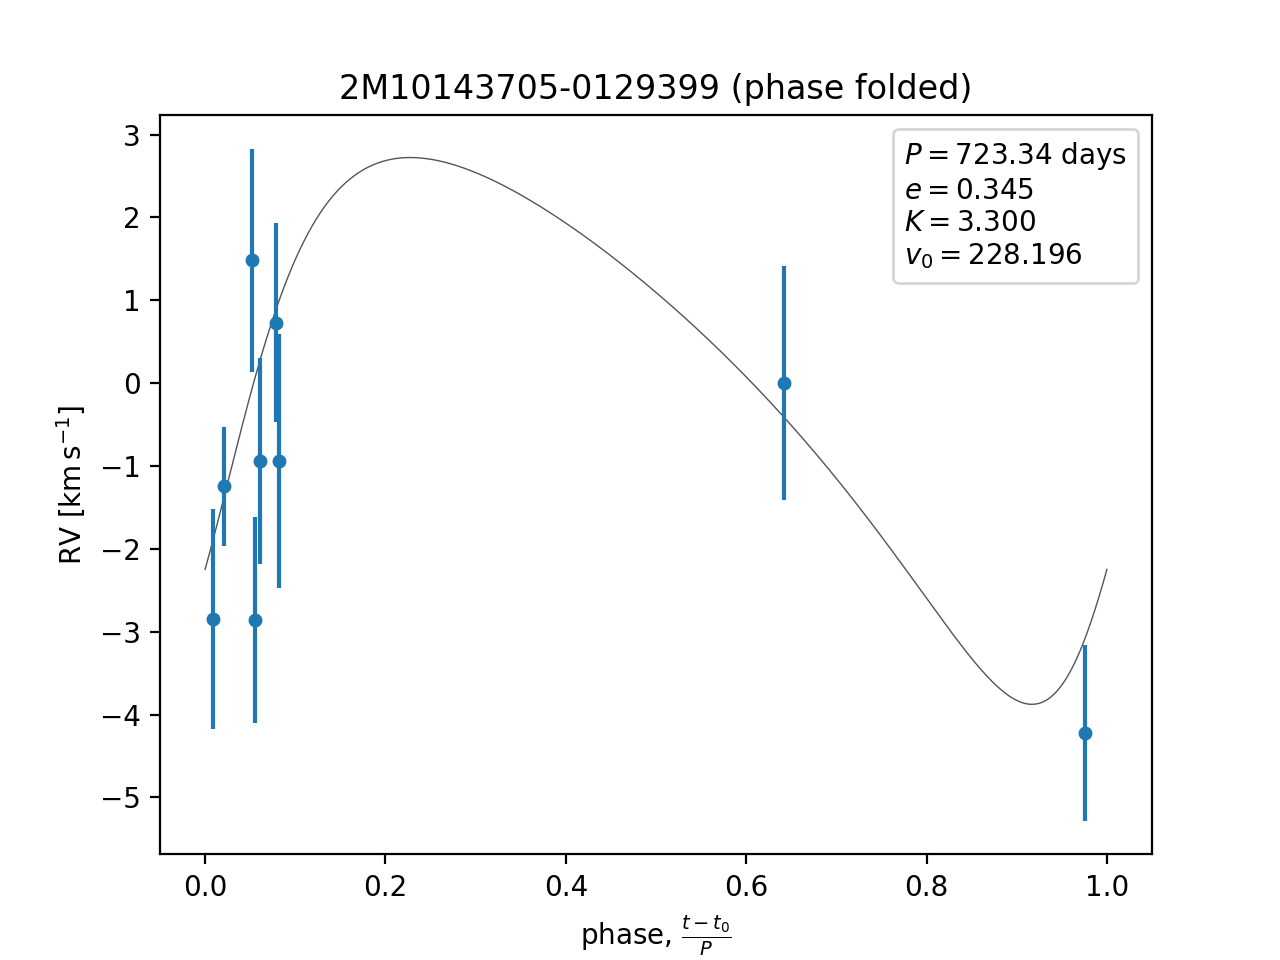 2M10143705-0129399 (phase folded)
P = 723.34 days
e = 0.345
K = 3.300
v₀ = 228.196
3
2
1
0
−1
−2
−3
−4
−5
RV [km s⁻¹]
0.0 0.2 0.4 0.6 0.8 1.0
phase, (t − t₀)/P